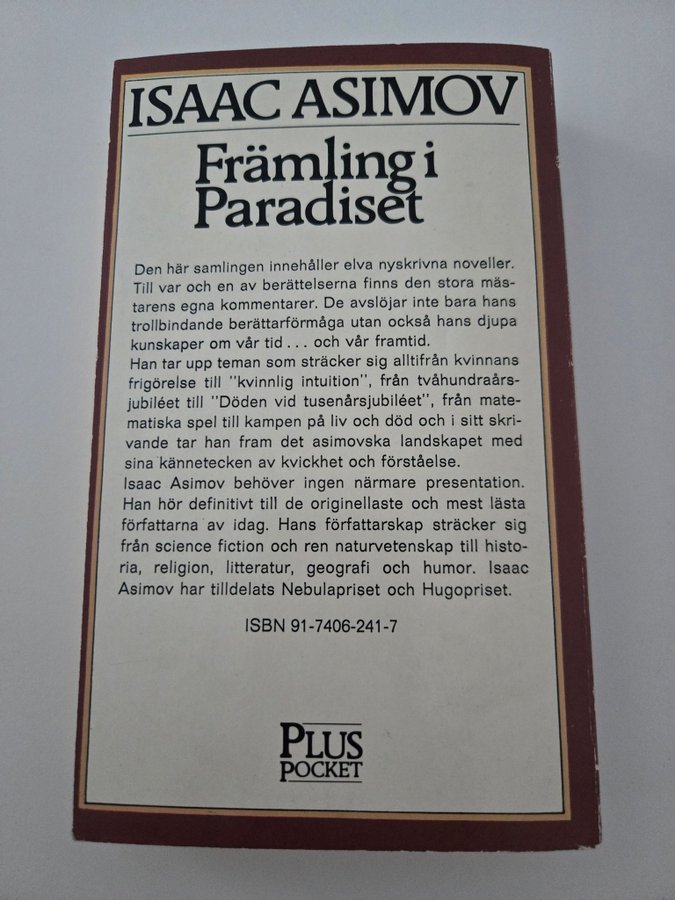 ISAAC ASIMOV
Främling i
Paradiset
Den här samlingen innehåller elva nyskrivna noveller.
Till var och en av berättelserna finns den stora mäs-
tarens egna kommentarer. De avslöjar inte bara hans
trollbindande berättarförmåga utan också hans djupa
kunskaper om vår tid . . . och vår framtid.
Han tar upp teman som sträcker sig alltifrån kvinnans
frigörelse till "kvinnlig intuition", från tvåhundraårs-
jubiléet till "Döden vid tusenårsjubiléet", från mate-
matiska spel till kampen på liv och död och i sitt skri-
vande tar han fram det asimovska landskapet med
sina kännetecken av kvickhet och förståelse.
Isaac Asimov behöver ingen närmare presentation.
Han hör definitivt till de originellaste och mest lästa
författarna av idag. Hans författarskap sträcker sig
från science fiction och ren naturvetenskap till histo-
ria, religion, litteratur, geografi och humor. Isaac
Asimov har tilldelats Nebulapriset och Hugopriset.
ISBN 91-7406-241-7
PLUS
POCKET